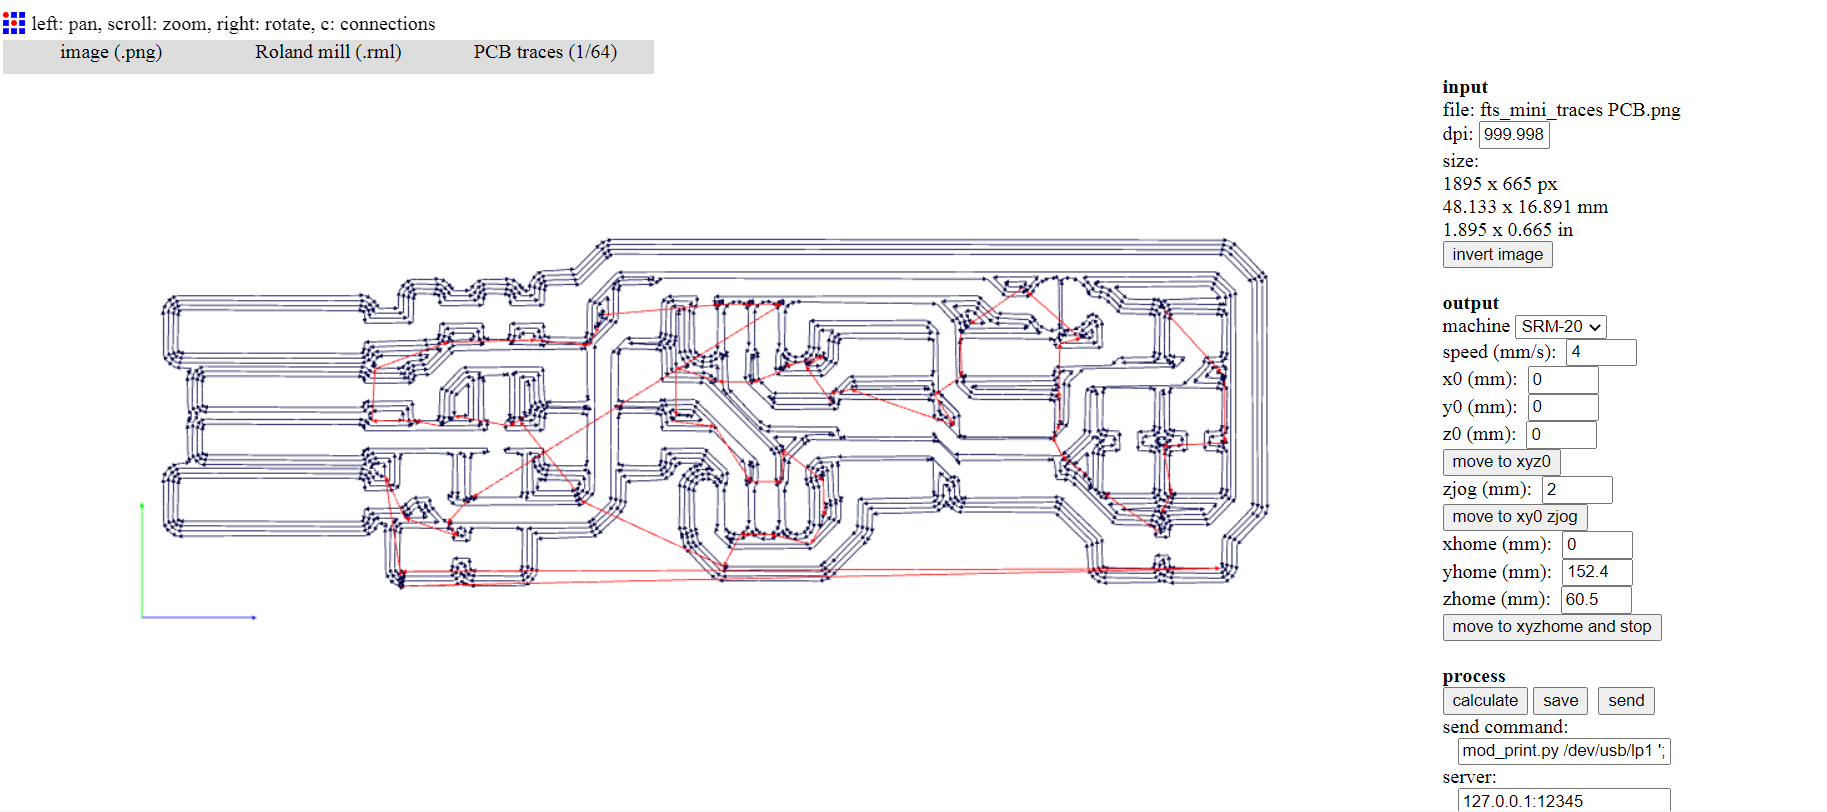 left: pan, scroll: zoom, right: rotate, c: connections
image (.png) Roland mill (.rml) PCB traces (1/64)
input
file: fts_mini_traces PCB.png
dpi: 999.998
size:
1895 x 665 px
48.133 x 16.891 mm
1.895 x 0.665 in
invert image
output
machine SRM-20
speed (mm/s): 4
x0 (mm): 0
y0 (mm): 0
z0 (mm): 0
move to xyz0
zjog (mm): 2
move to xy0 zjog
xhome (mm): 0
yhome (mm): 152.4
zhome (mm): 60.5
move to xyzhome and stop
process
calculate save send
send command:
mod_print.py /dev/usb/lp1 ';
server:
127.0.0.1:12345